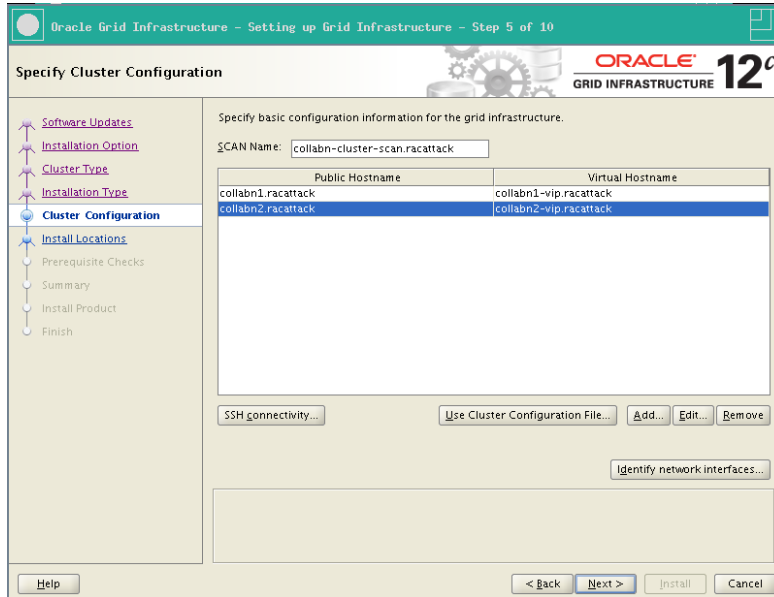 Oracle Grid Infrastructure - Setting up Grid Infrastructure - Step 5 of 10
Specify Cluster Configuration
ORACLE
GRID INFRASTRUCTURE
12c
Software Updates
Installation Option
Cluster Type
Installation Type
Cluster Configuration
Install Locations
Prerequisite Checks
Summary
Install Product
Finish
Specify basic configuration information for the grid infrastructure.
SCAN Name: collabn-cluster-scan.racattack
Public Hostname Virtual Hostname
collabn1.racattack collabn1-vip.racattack
collabn2.racattack collabn2-vip.racattack
SSH connectivity... Use Cluster Configuration File... Add... Edit... Remove
Identify network interfaces...
Help < Back Next > Install Cancel